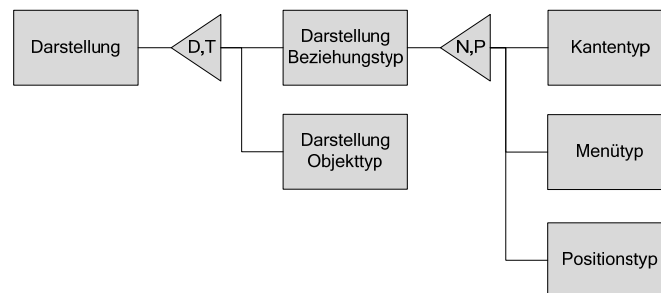 Darstellung
D,T
Darstellung
Beziehungstyp
N,P
Kantentyp
Darstellung
Objekttyp
Menütyp
Positionstyp